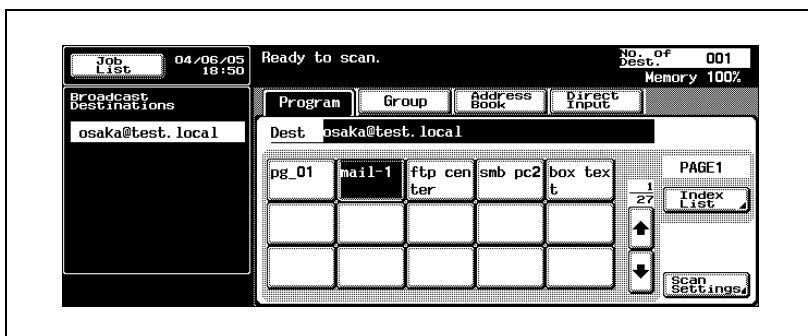 Job List
04/06/05
18:50
Ready to scan.
No. of Dest. 001
Memory 100%
Broadcast
Destinations
osaka@test.local
Program
Group
Address Book
Direct Input
Dest osaka@test.local
pg_01
mail-1
ftp cen
ter
smb pc2
box tex
t
1
27
PAGE1
Index List
Scan Settings